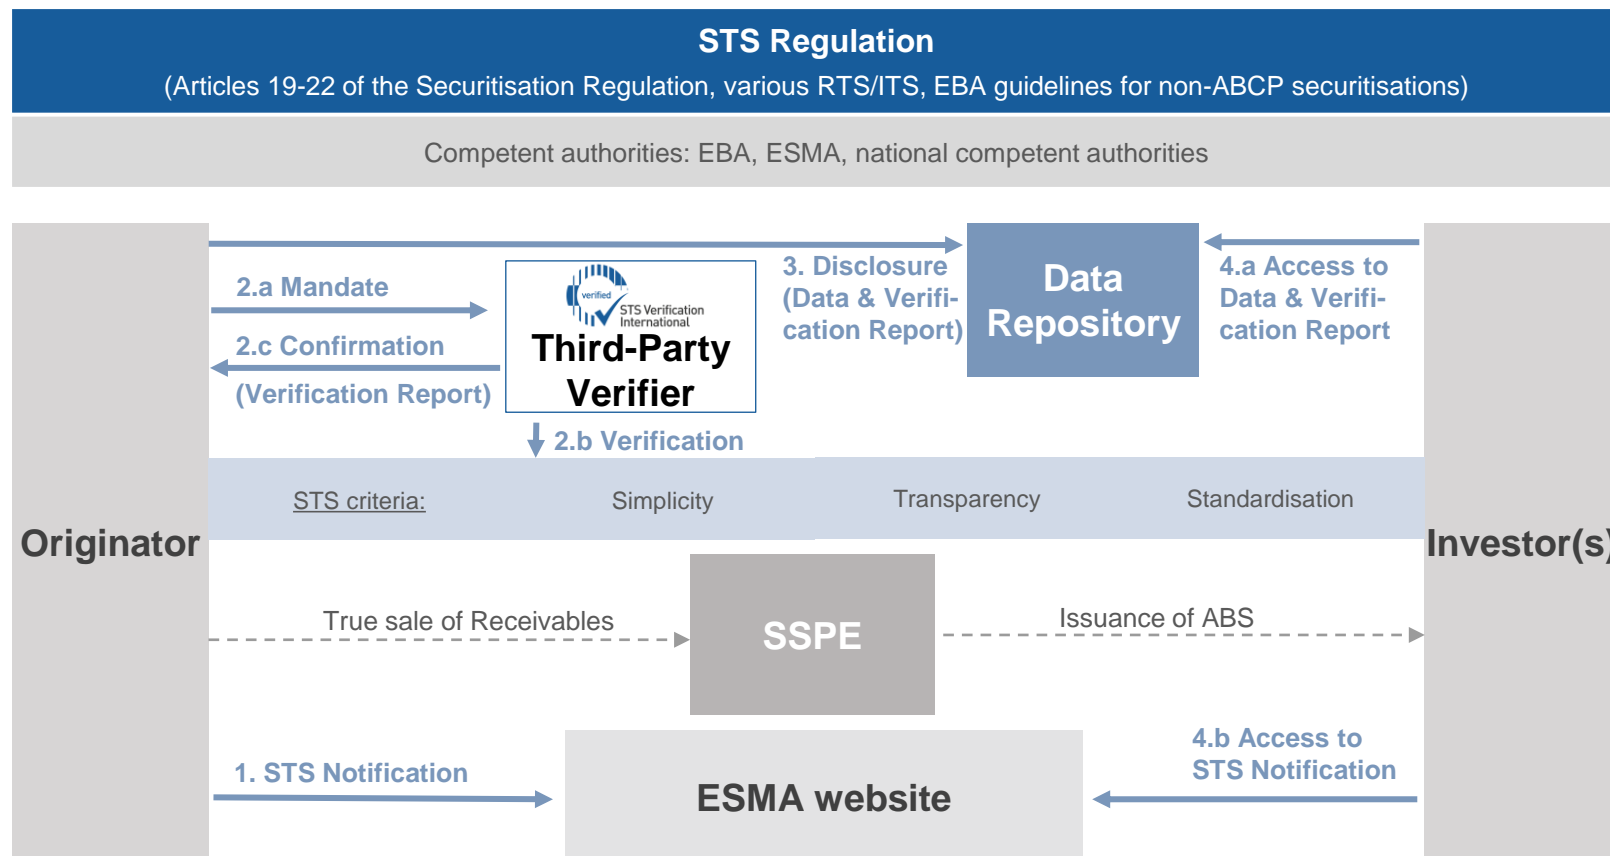 STS Regulation
(Articles 19-22 of the Securitisation Regulation, various RTS/ITS, EBA guidelines for non-ABCP securitisations)
Competent authorities: EBA, ESMA, national competent authorities
Originator
2.a Mandate
2.c Confirmation
(Verification Report)
verified
STS Verification
International
Third-Party
Verifier
2.b Verification
3. Disclosure
(Data & Verifi-
cation Report)
Data
Repository
4.a Access to
Data & Verifi-
cation Report
STS criteria:
Simplicity
Transparency
Standardisation
Investor(s)
True sale of Receivables
SSPE
Issuance of ABS
1. STS Notification
ESMA website
4.b Access to
STS Notification